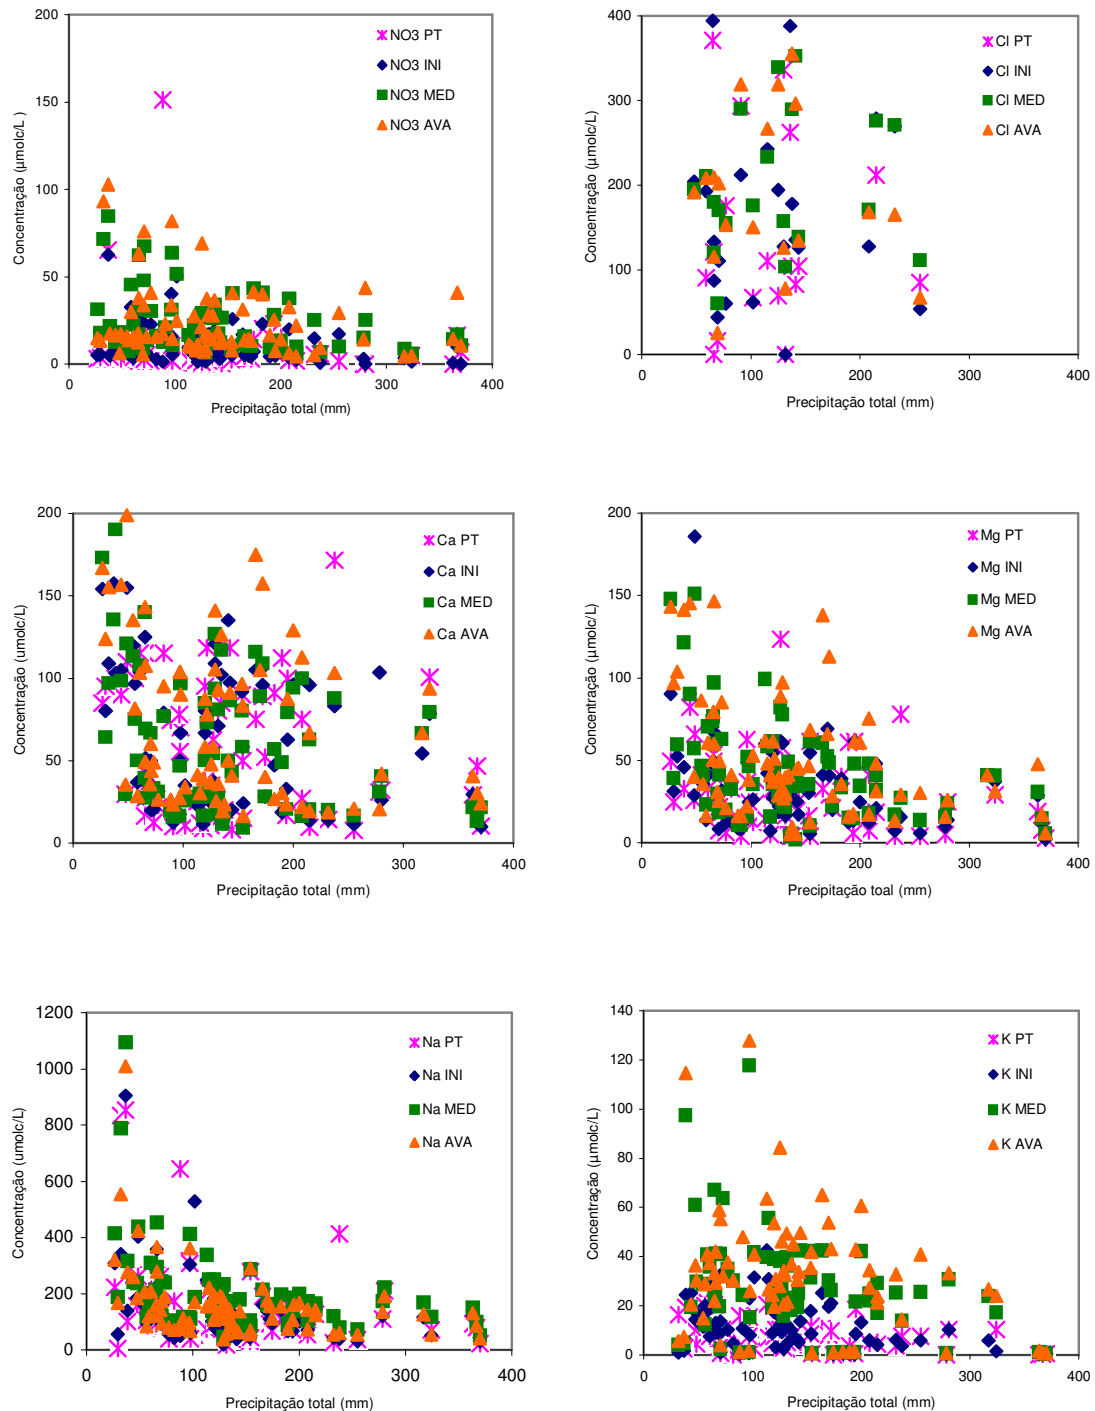 200
150
100
50
0
0 100 200 300 400
Concentração (µmolc/L )
Precipitação total (mm)
NO3 PT
NO3 INI
NO3 MED
NO3 AVA
400
300
200
100
0
0 100 200 300 400
Concentração (µmolc/L)
Precipitação total (mm)
Cl PT
Cl INI
Cl MED
Cl AVA
200
150
100
50
0
0 100 200 300 400
Concentração (umolc/L)
Precipitação total (mm)
Ca PT
Ca INI
Ca MED
Ca AVA
200
150
100
50
0
0 100 200 300 400
Concentração (µmolc/L)
Precipitação toal (mm)
Mg PT
Mg INI
Mg MED
Mg AVA
1200
1000
800
600
400
200
0
0 100 200 300 400
Concentração (umolc/L)
Precipitação total (mm)
Na PT
Na INI
Na MED
Na AVA
140
120
100
80
60
40
20
0
0 100 200 300 400
Concentração (µmolc/L)
Precipitação total (mm)
K PT
K INI
K MED
K AVA